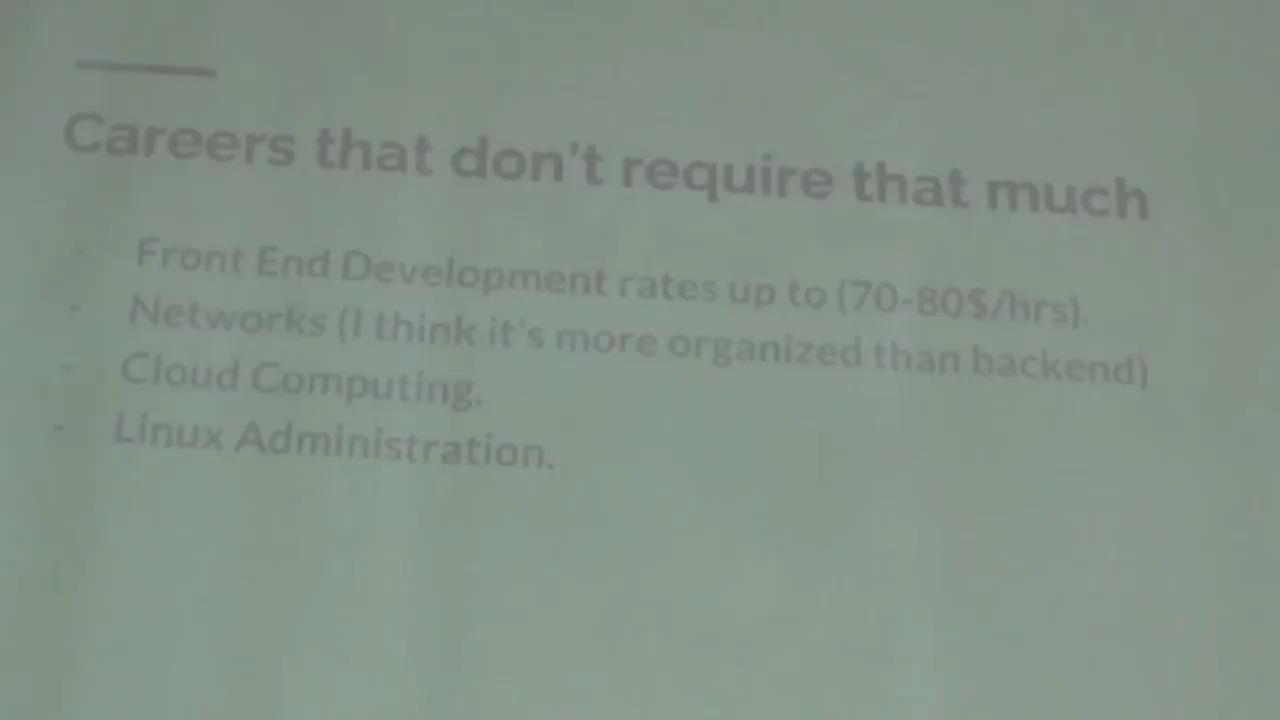 Careers that don't require that much
- Front End Development rates up to (70-80$/hrs).
- Networks (I think it's more organized than backend)
- Cloud Computing.
- Linux Administration.